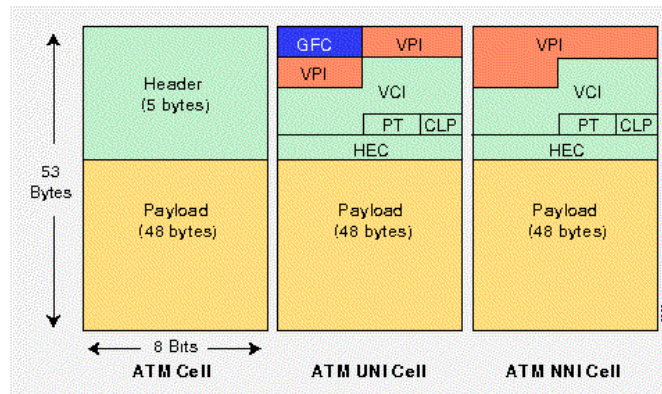 GFC VPI VPI
Header
(5 bytes)
VPI
VCI VCI
PT CLP PT CLP
HEC HEC
53
Bytes
Payload Payload Payload
(48 bytes) (48 bytes) (48 bytes)
8 Bits
ATM Cell ATM UNI Cell ATM NNI Cell